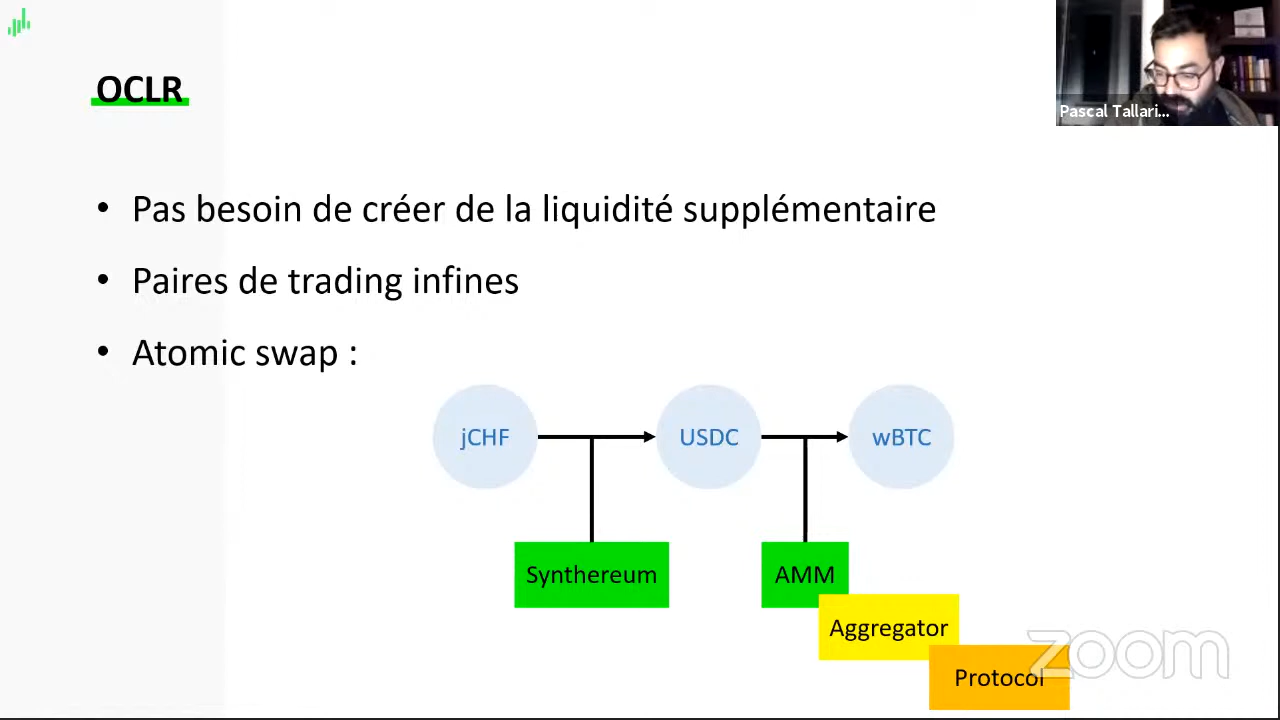 OCLR
Pascal Tallari...
• Pas besoin de créer de la liquidité supplémentaire
• Paires de trading infines
• Atomic swap :
jCHF
USDC
wBTC
Synthereum
AMM
Aggregator
Protocol
zoom